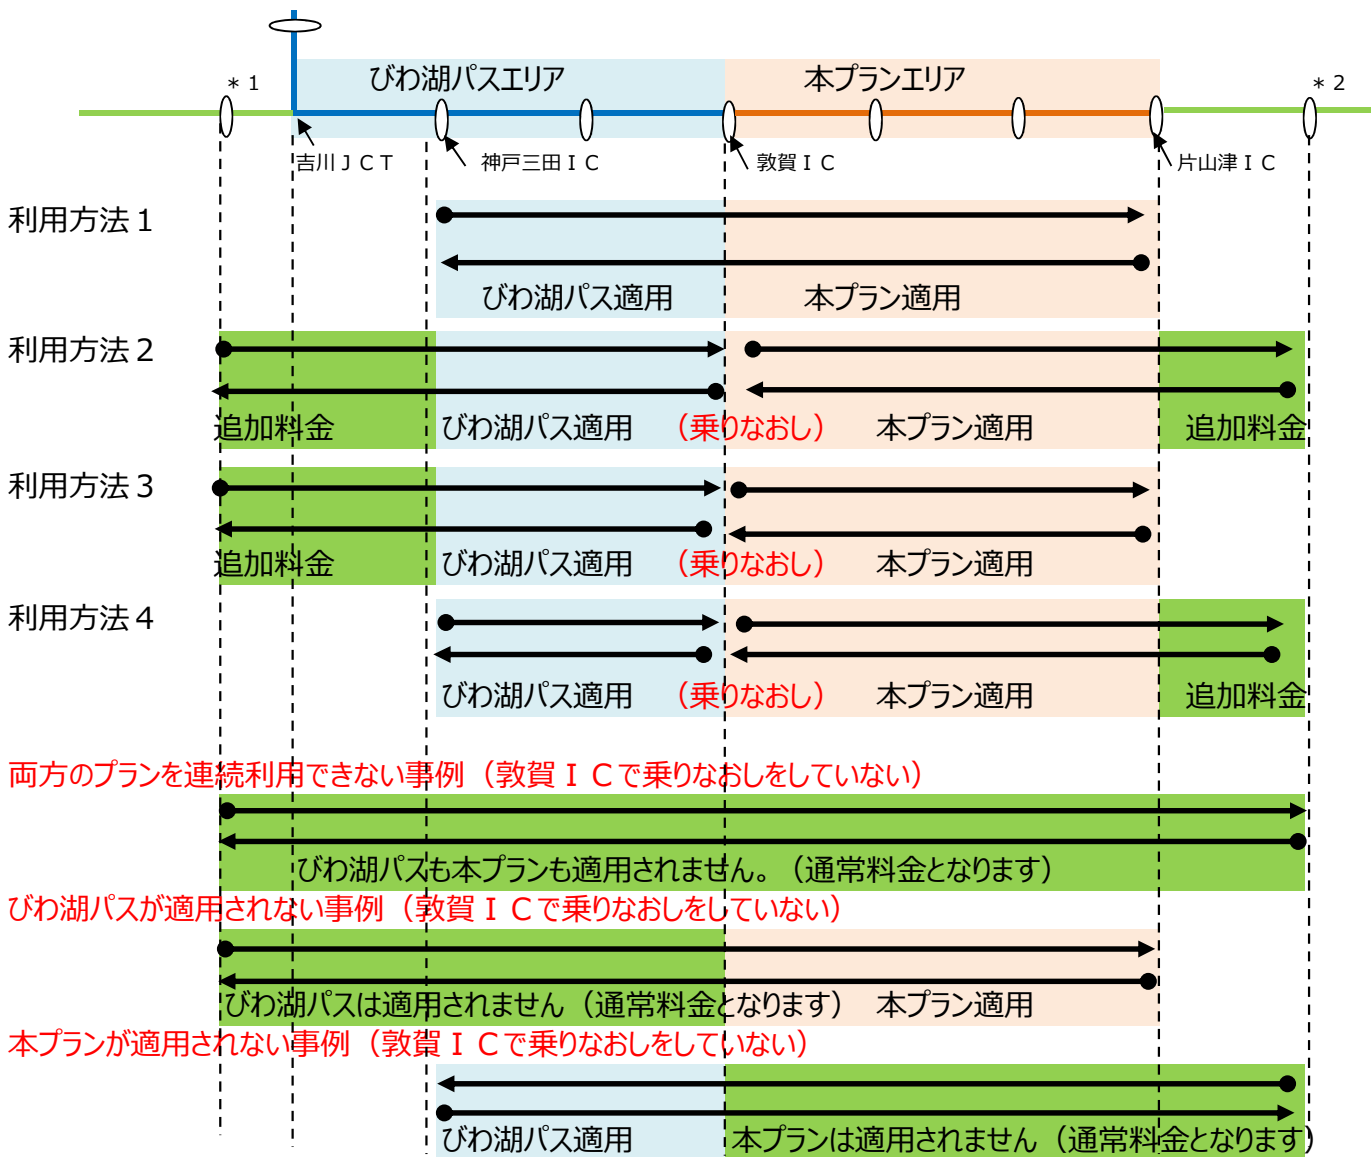 びわ湖パスエリア 本プランエリア
＊１ ＊２
吉川ＪＣＴ 神戸三田ＩＣ 敦賀ＩＣ 片山津ＩＣ
利用方法１
びわ湖パス適用 本プラン適用
利用方法２
追加料金 びわ湖パス適用 （乗りなおし） 本プラン適用 追加料金
利用方法３
追加料金 びわ湖パス適用 （乗りなおし） 本プラン適用
利用方法４
びわ湖パス適用 （乗りなおし） 本プラン適用 追加料金
両方のプランを連続利用できない事例（敦賀ＩＣで乗りなおしをしていない）
びわ湖パスも本プランも適用されません。（通常料金となります）
びわ湖パスが適用されない事例（敦賀ＩＣで乗りなおしをしていない）
びわ湖パスは適用されません（通常料金となります） 本プラン適用
本プランが適用されない事例（敦賀ＩＣで乗りなおしをしていない）
びわ湖パス適用 本プランは適用されません（通常料金となります）